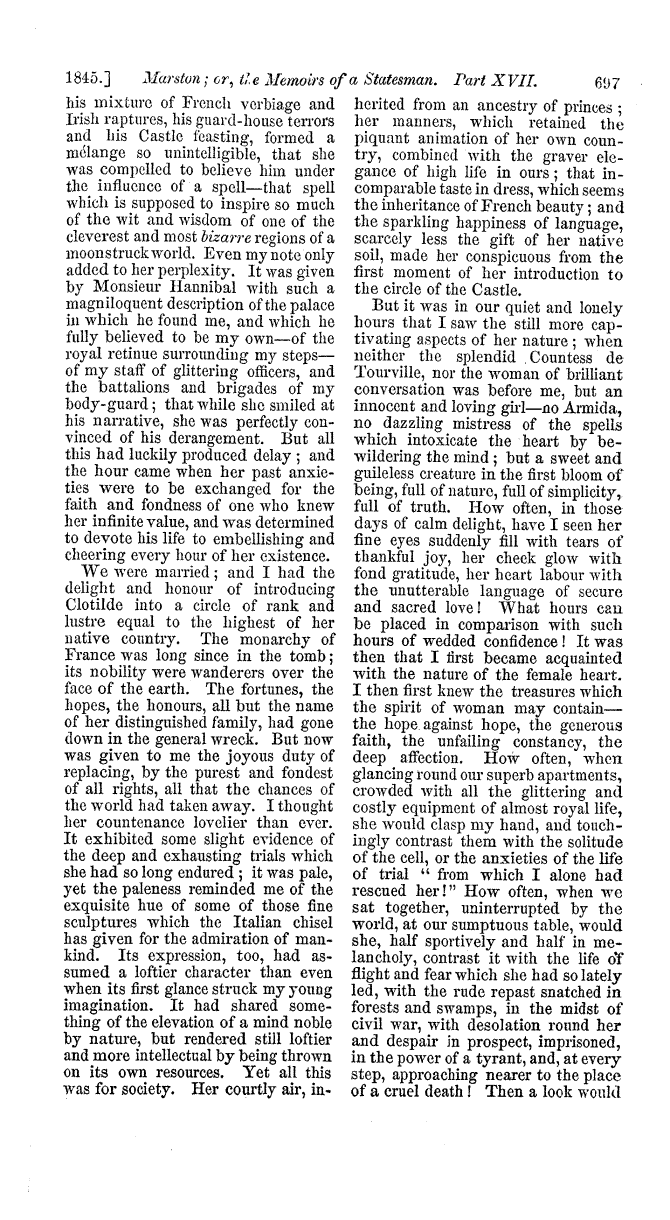 1845.] Marston; or, the Memoirs of a Statesman. Part XVII. 697
his mixture of French verbiage and
Irish raptures, his guard-house terrors
and his Castle feasting, formed a
mélange so unintelligible, that she
was compelled to believe him under
the influence of a spell—that spell
which is supposed to inspire so much
of the wit and wisdom of one of the
cleverest and most bizarre regions of a
moonstruck world. Even my note only
added to her perplexity. It was given
by Monsieur Hannibal with such a
magniloquent description of the palace
in which he found me, and which he
fully believed to be my own—of the
royal retinue surrounding my steps—
of my staff of glittering officers, and
the battalions and brigades of my
body-guard; that while she smiled at
his narrative, she was perfectly con-
vinced of his derangement. But all
this had luckily produced delay; and
the hour came when her past anxie-
ties were to be exchanged for the
faith and fondness of one who knew
her infinite value, and was determined
to devote his life to embellishing and
cheering every hour of her existence.
We were married; and I had the
delight and honour of introducing
Clotilde into a circle of rank and
lustre equal to the highest of her
native country. The monarchy of
France was long since in the tomb;
its nobility were wanderers over the
face of the earth. The fortunes, the
hopes, the honours, all but the name
of her distinguished family, had gone
down in the general wreck. But now
was given to me the joyous duty of
replacing, by the purest and fondest
of all rights, all that the chances of
the world had taken away. I thought
her countenance lovelier than ever.
It exhibited some slight evidence of
the deep and exhausting trials which
she had so long endured; it was pale,
yet the paleness reminded me of the
exquisite hue of some of those fine
sculptures which the Italian chisel
has given for the admiration of man-
kind. Its expression, too, had as-
sumed a loftier character than even
when its first glance struck my young
imagination. It had shared some-
thing of the elevation of a mind noble
by nature, but rendered still loftier
and more intellectual by being thrown
on its own resources. Yet all this
was for society. Her courtly air, in-
herited from an ancestry of princes;
her manners, which retained the
piquant animation of her own coun-
try, combined with the graver ele-
gance of high life in ours; that in-
comparable taste in dress, which seems
the inheritance of French beauty; and
the sparkling happiness of language,
scarcely less the gift of her native
soil, made her conspicuous from the
first moment of her introduction to
the circle of the Castle.
But it was in our quiet and lonely
hours that I saw the still more cap-
tivating aspects of her nature; when
neither the splendid Countess de
Tourville, nor the woman of brilliant
conversation was before me, but an
innocent and loving girl—no Armida,
no dazzling mistress of the spells
which intoxicate the heart by be-
wildering the mind; but a sweet and
guileless creature in the first bloom of
being, full of nature, full of simplicity,
full of truth. How often, in those
days of calm delight, have I seen her
fine eyes suddenly fill with tears of
thankful joy, her cheek glow with
fond gratitude, her heart labour with
the unutterable language of secure
and sacred love! What hours can
be placed in comparison with such
hours of wedded confidence! It was
then that I first became acquainted
with the nature of the female heart.
I then first knew the treasures which
the spirit of woman may contain—
the hope against hope, the generous
faith, the unfailing constancy, the
deep affection. How often, when
glancing round our superb apartments,
crowded with all the glittering and
costly equipment of almost royal life,
she would clasp my hand, and touch-
ingly contrast them with the solitude
of the cell, or the anxieties of the life
of trial "from which I alone had
rescued her!" How often, when we
sat together, uninterrupted by the
world, at our sumptuous table, would
she, half sportively and half in me-
lancholy, contrast it with the life of
flight and fear which she had so lately
led, with the rude repast snatched in
forests and swamps, in the midst of
civil war, with desolation round her
and despair in prospect, imprisoned,
in the power of a tyrant, and, at every
step, approaching nearer to the place
of a cruel death! Then a look would